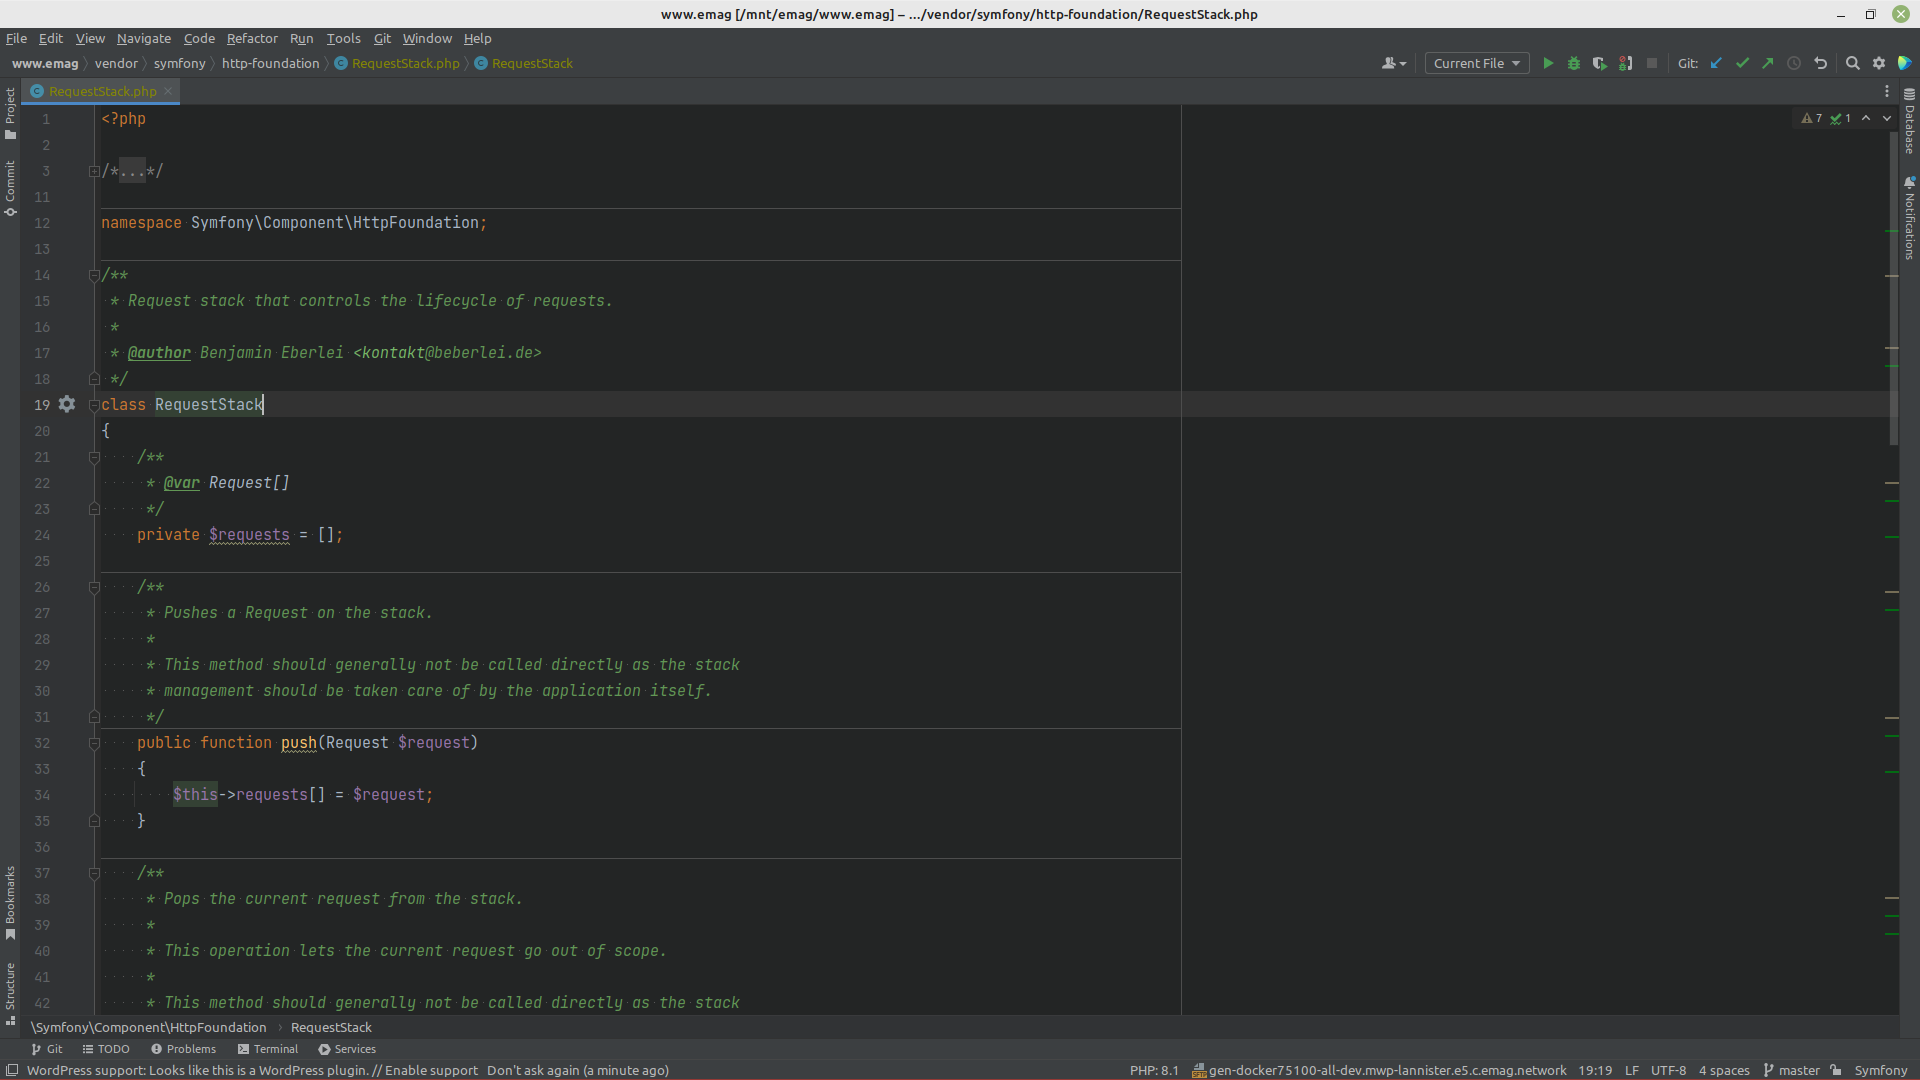 www.emag [/mnt/emag/www.emag] – .../vendor/symfony/http-foundation/RequestStack.php
File Edit View Navigate Code Refactor Run Tools Git Window Help
www.emag vendor symfony http-foundation RequestStack.php RequestStack
Current File Git:
RequestStack.php
Project
Commit
Bookmarks
Structure
Database
Notifications
7 1
1 <?php
2
3 /*...*/
11
12 namespace Symfony\Component\HttpFoundation;
13
14 /**
15 * Request stack that controls the lifecycle of requests.
16 *
17 * @author Benjamin Eberlei <kontakt@beberlei.de>
18 */
19 class RequestStack
20 {
21 /**
22 * @var Request[]
23 */
24 private $requests = [];
25
26 /**
27 * Pushes a Request on the stack.
28 *
29 * This method should generally not be called directly as the stack
30 * management should be taken care of by the application itself.
31 */
32 public function push(Request $request)
33 {
34 $this->requests[] = $request;
35 }
36
37 /**
38 * Pops the current request from the stack.
39 *
40 * This operation lets the current request go out of scope.
41 *
42 * This method should generally not be called directly as the stack
\Symfony\Component\HttpFoundation › RequestStack
Git TODO Problems Terminal Services
WordPress support: Looks like this is a WordPress plugin. // Enable support Don't ask again (a minute ago) PHP: 8.1 SFTP gen-docker75100-all-dev.mwp-lannister.e5.c.emag.network 19:19 LF UTF-8 4 spaces master Symfony